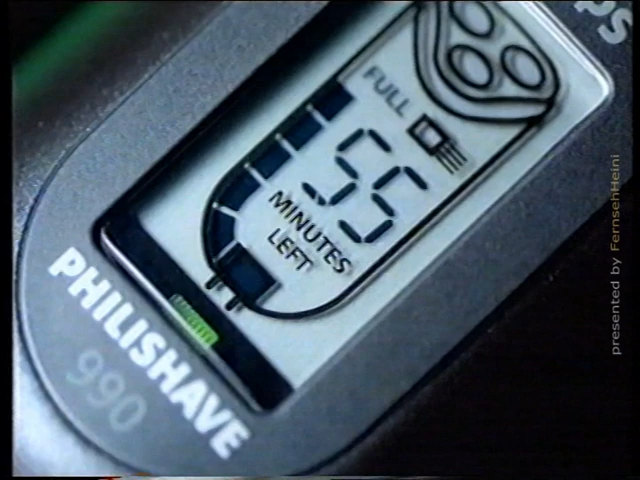 PS
FULL
55
MINUTES
LEFT
PHILISHAVE
990
presented by FernsehHeini